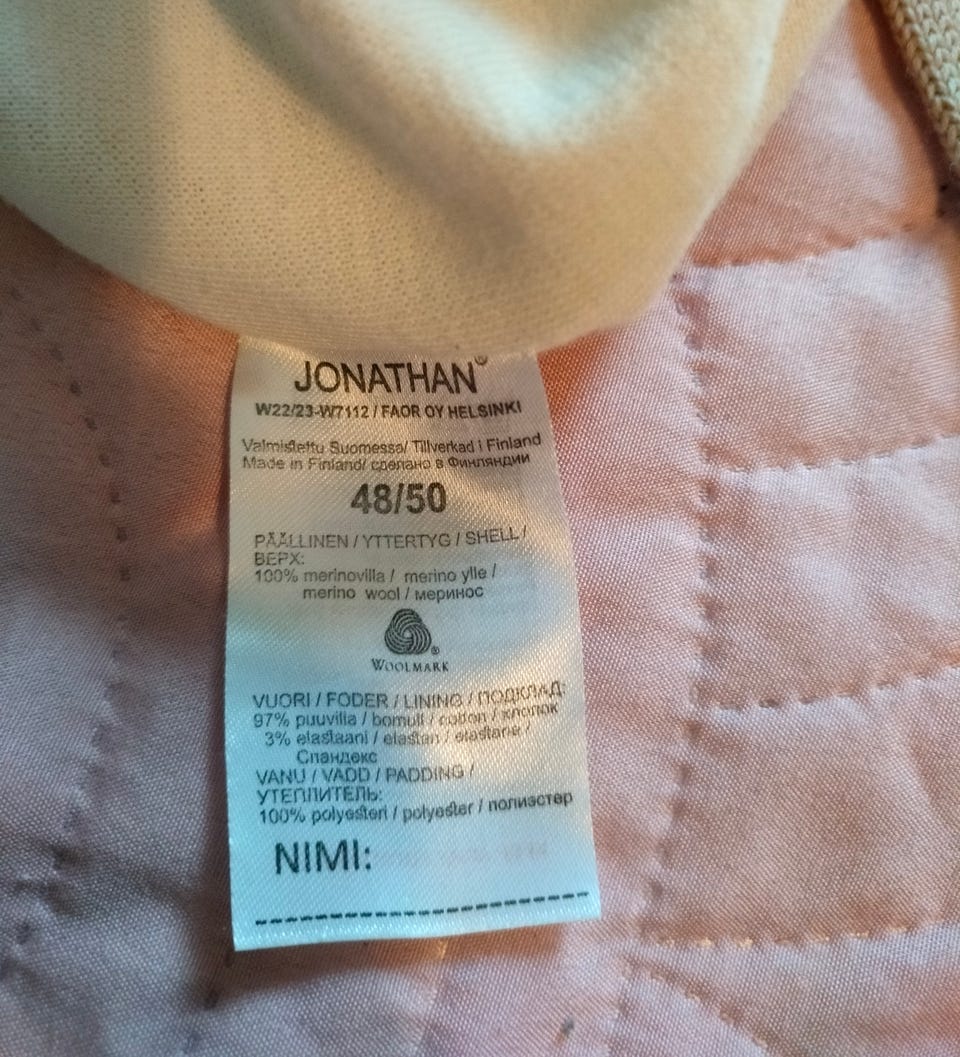 JONATHAN®
W22/23-W7112 / FAOR OY HELSINKI
Valmistettu Suomessa/ Tillverkad i Finland
Made in Finland/ сделано в Финляндии
48/50
PÄÄLLINEN / YTTERTYG / SHELL /
ВЕРХ:
100% merinovilla / merino ylle /
merino wool / меринос
®
WOOLMARK
VUORI / FODER / LINING / ПОДКЛАД:
97% puuvilla / bomull / cotton / хлопок
3% elastaani / elastan / elastane /
Спандекс
VANU / VADD / PADDING /
УТЕПЛИТЕЛЬ:
100% polyesteri / polyester / полиэстер
NIMI: